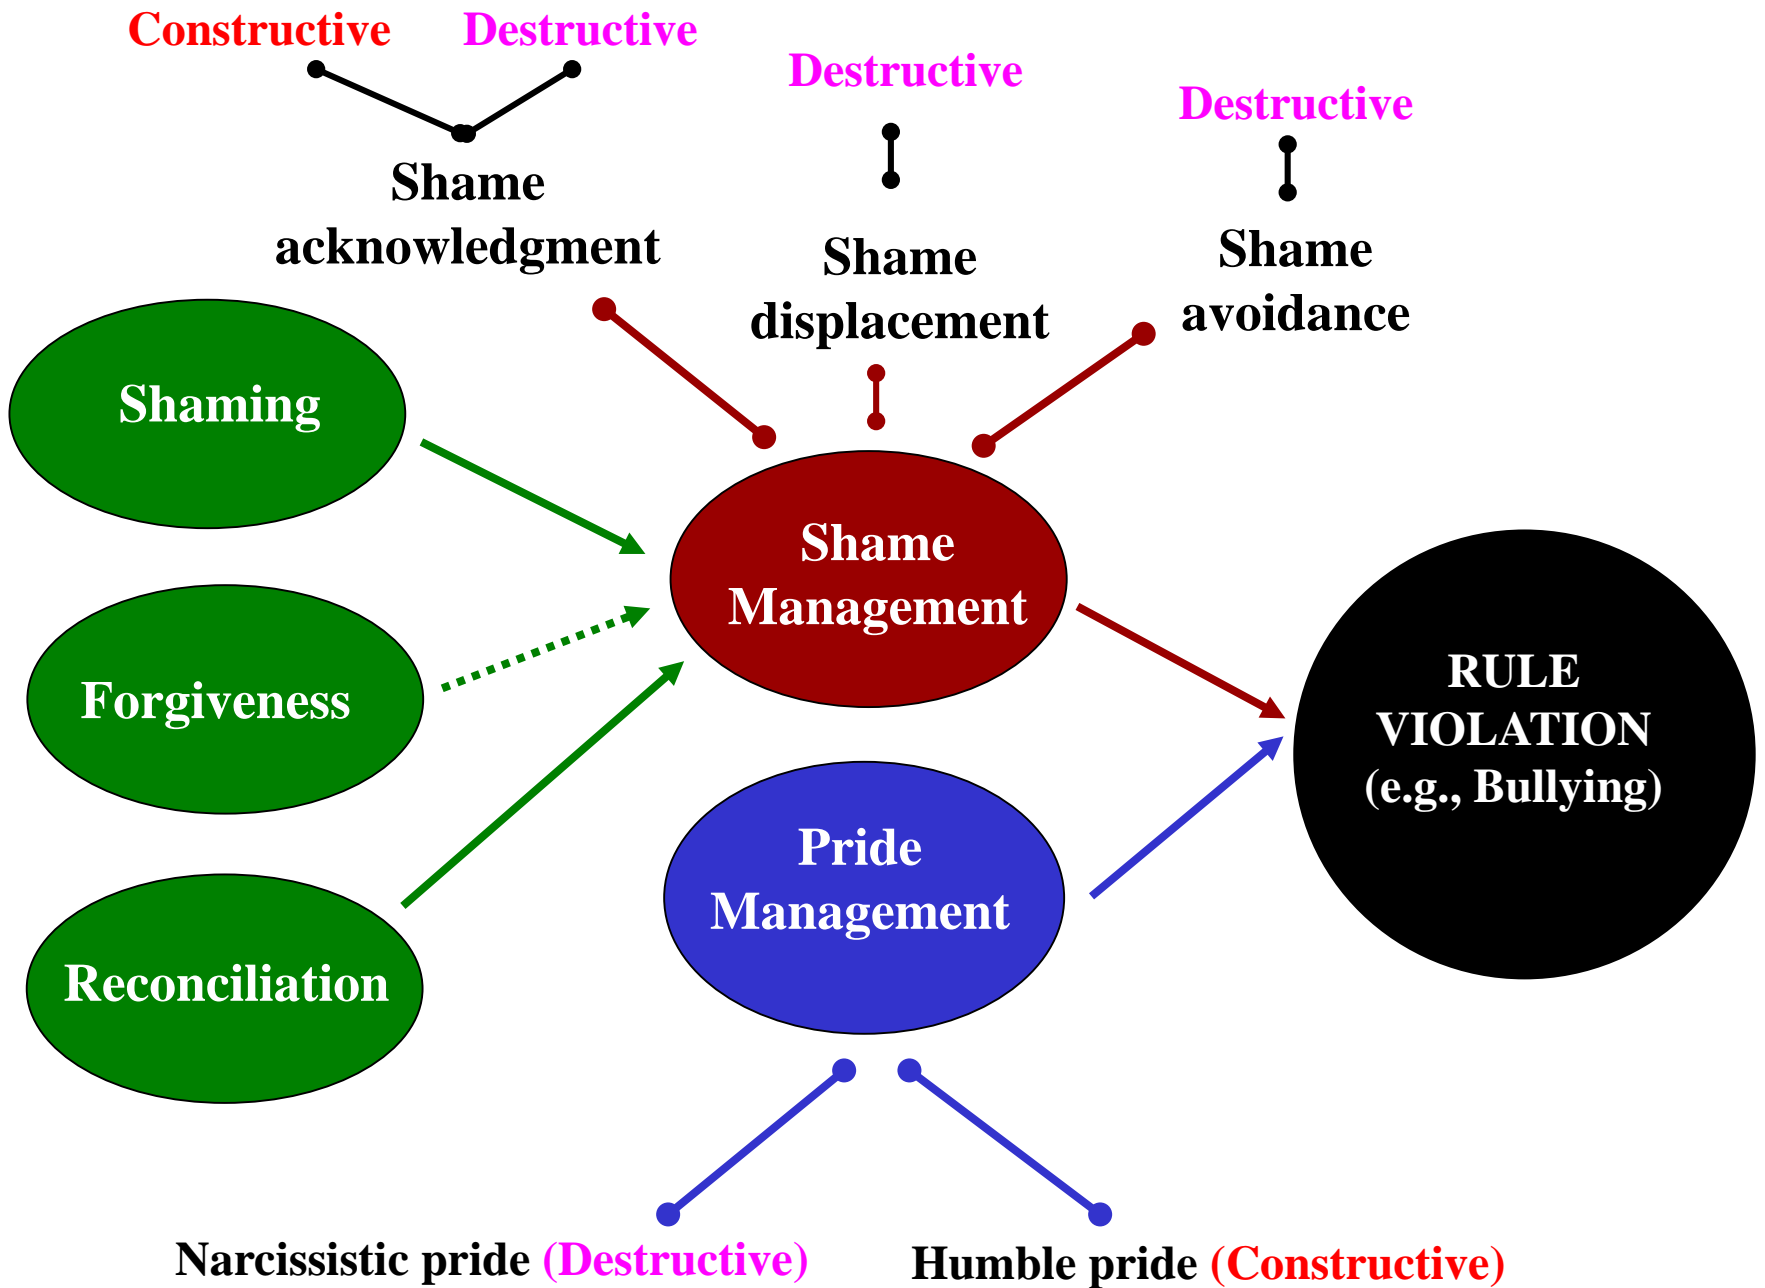 Constructive Destructive
Destructive
Destructive
Shame
acknowledgment
Shame
displacement
Shame
avoidance
Shaming
Shame
Management
Forgiveness
RULE
VIOLATION
(e.g., Bullying)
Pride
Management
Reconciliation
Narcissistic pride (Destructive)
Humble pride (Constructive)